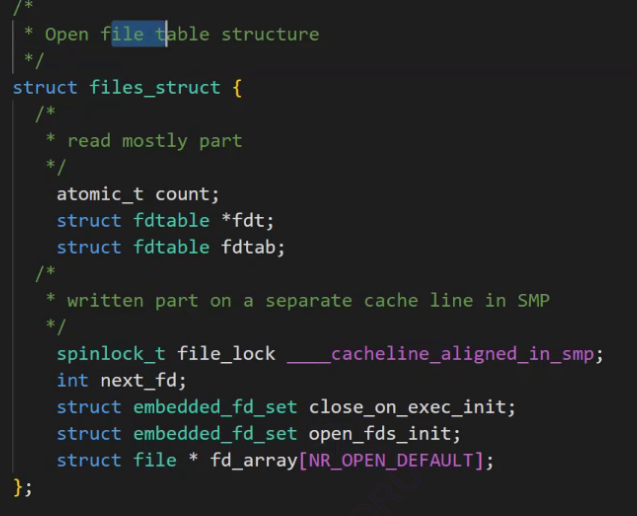 /*
 * Open file table structure
 */
struct files_struct {
  /*
   * read mostly part
   */
    atomic_t count;
    struct fdtable *fdt;
    struct fdtable fdtab;
  /*
   * written part on a separate cache line in SMP
   */
    spinlock_t file_lock ____cacheline_aligned_in_smp;
    int next_fd;
    struct embedded_fd_set close_on_exec_init;
    struct embedded_fd_set open_fds_init;
    struct file * fd_array[NR_OPEN_DEFAULT];
};